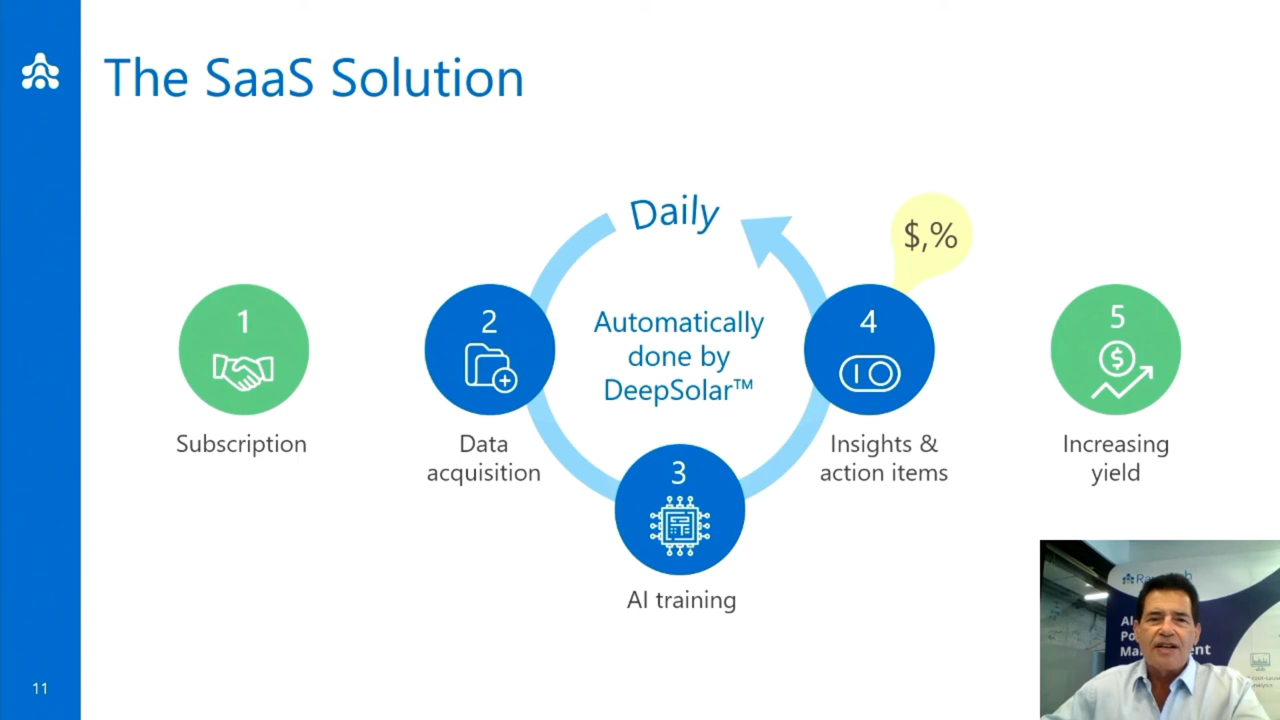 The SaaS Solution
Daily
$,%
1
2
Automatically
done by
DeepSolar™
4
5
Subscription
Data
acquisition
3
Insights &
action items
Increasing
yield
AI training
11